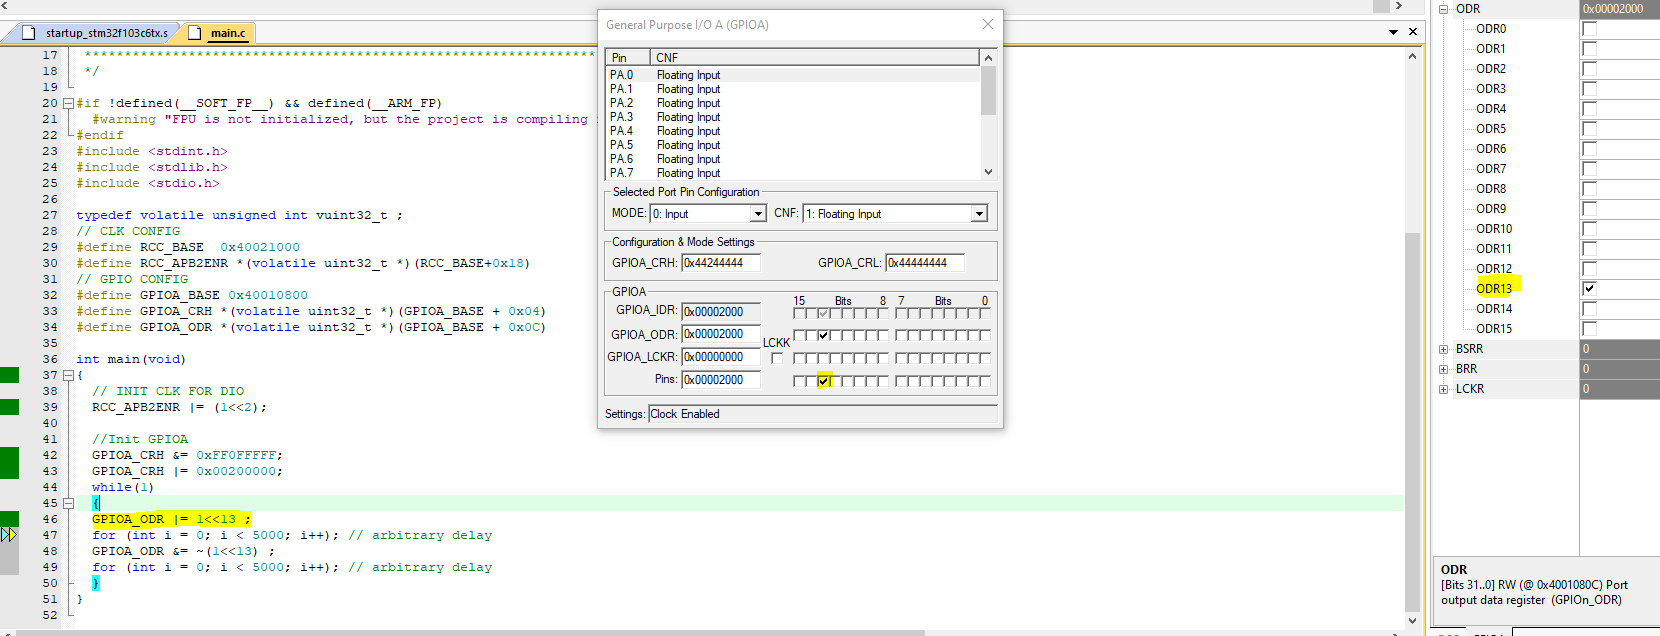 startup_stm32f103c6tx.s main.c
17 ******************************************************************
18 */
19
20 #if !defined(__SOFT_FP__) && defined(__ARM_FP)
21 #warning "FPU is not initialized, but the project is compiling
22 #endif
23 #include <stdint.h>
24 #include <stdlib.h>
25 #include <stdio.h>
26
27 typedef volatile unsigned int vuint32_t ;
28 // CLK CONFIG
29 #define RCC_BASE 0x40021000
30 #define RCC_APB2ENR *(volatile uint32_t *)(RCC_BASE+0x18)
31 // GPIO CONFIG
32 #define GPIOA_BASE 0x40010800
33 #define GPIOA_CRH *(volatile uint32_t *)(GPIOA_BASE + 0x04)
34 #define GPIOA_ODR *(volatile uint32_t *)(GPIOA_BASE + 0x0C)
35
36 int main(void)
37 {
38 // INIT CLK FOR DIO
39 RCC_APB2ENR |= (1<<2);
40
41 //Init GPIOA
42 GPIOA_CRH &= 0xFF0FFFFF;
43 GPIOA_CRH |= 0x00200000;
44 while(1)
45 {
46 GPIOA_ODR |= 1<<13 ;
47 for (int i = 0; i < 5000; i++); // arbitrary delay
48 GPIOA_ODR &= ~(1<<13) ;
49 for (int i = 0; i < 5000; i++); // arbitrary delay
50 }
51 }
52
General Purpose I/O A (GPIOA)
Pin CNF
PA.0 Floating Input
PA.1 Floating Input
PA.2 Floating Input
PA.3 Floating Input
PA.4 Floating Input
PA.5 Floating Input
PA.6 Floating Input
PA.7 Floating Input
Selected Port Pin Configuration
MODE: 0: Input CNF: 1: Floating Input
Configuration & Mode Settings
GPIOA_CRH: 0x44244444 GPIOA_CRL: 0x44444444
GPIOA
15 Bits 8 7 Bits 0
GPIOA_IDR: 0x00002000
GPIOA_ODR: 0x00002000
LCKK
GPIOA_LCKR: 0x00000000
Pins: 0x00002000
Settings: Clock Enabled
ODR 0x00002000
ODR0
ODR1
ODR2
ODR3
ODR4
ODR5
ODR6
ODR7
ODR8
ODR9
ODR10
ODR11
ODR12
ODR13
ODR14
ODR15
BSRR 0
BRR 0
LCKR 0
ODR
[Bits 31..0] RW (@ 0x4001080C) Port
output data register (GPIOn_ODR)